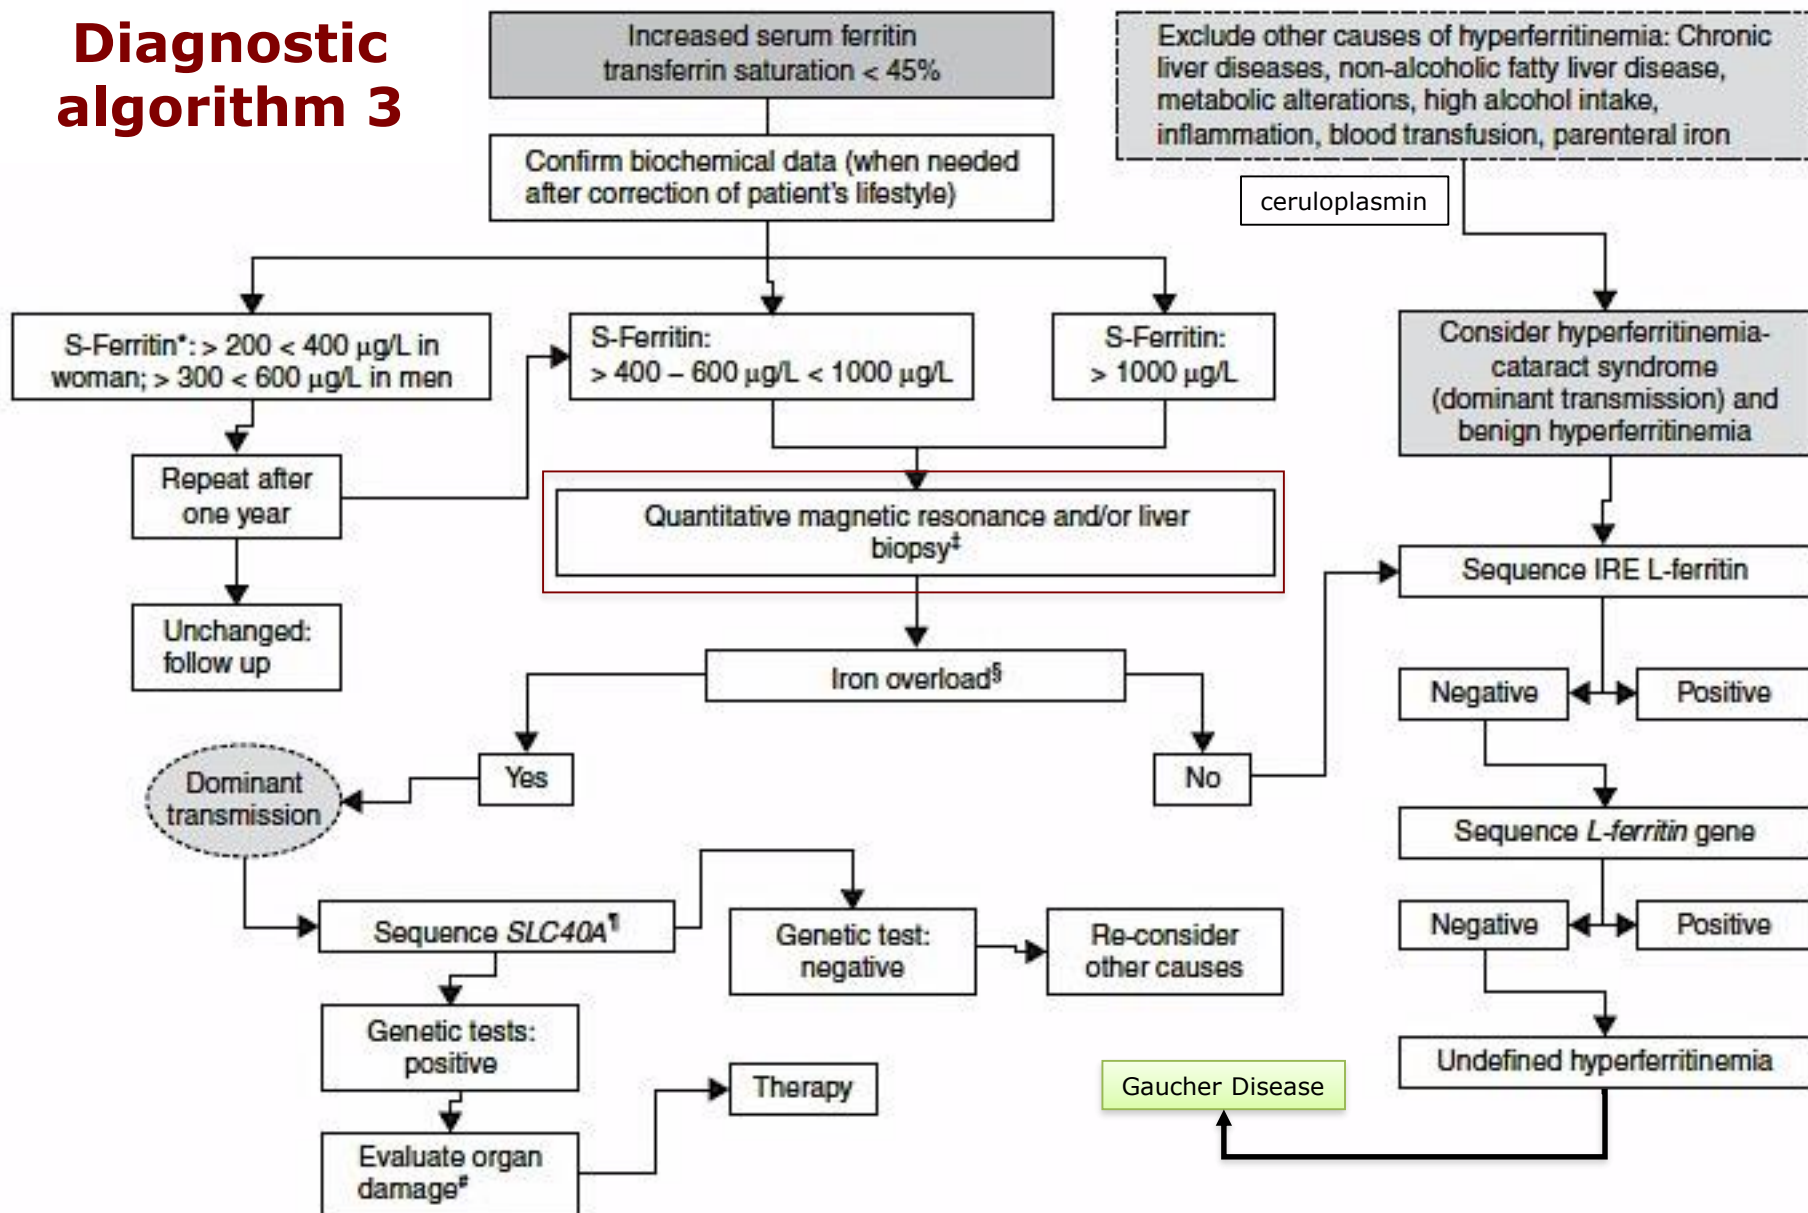 Diagnostic
algorithm 3
Increased serum ferritin
transferrin saturation < 45%
Exclude other causes of hyperferritinemia: Chronic
liver diseases, non-alcoholic fatty liver disease,
metabolic alterations, high alcohol intake,
inflammation, blood transfusion, parenteral iron
Confirm biochemical data (when needed
after correction of patient's lifestyle)
ceruloplasmin
S-Ferritin*: > 200 < 400 µg/L in
woman; > 300 < 600 µg/L in men
S-Ferritin:
> 400 – 600 µg/L < 1000 µg/L
S-Ferritin:
> 1000 µg/L
Consider hyperferritinemia-
cataract syndrome
(dominant transmission) and
benign hyperferritinemia
Repeat after
one year
Quantitative magnetic resonance and/or liver
biopsy‡
Sequence IRE L-ferritin
Unchanged:
follow up
Iron overload§
Negative
Positive
Dominant
transmission
Yes
No
Sequence L-ferritin gene
Sequence SLC40A¶
Genetic test:
negative
Re-consider
other causes
Negative
Positive
Genetic tests:
positive
Undefined hyperferritinemia
Therapy
Gaucher Disease
Evaluate organ
damage#